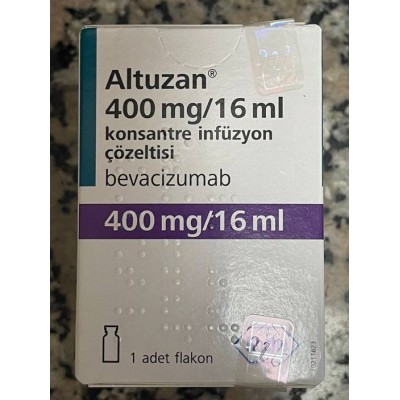 Altuzan®
400 mg/16 ml
konsantre infüzyon
çözeltisi
bevacizumab
400 mg/16 ml
1 adet flakon